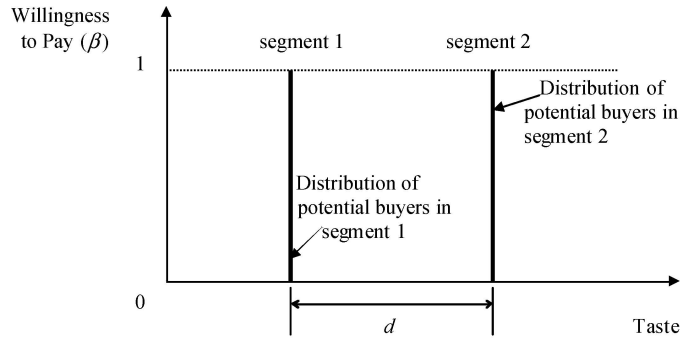 Willingness
to Pay (β)
segment 1
segment 2
1
Distribution of
potential buyers in
segment 2
Distribution of
potential buyers in
segment 1
0
d
Taste